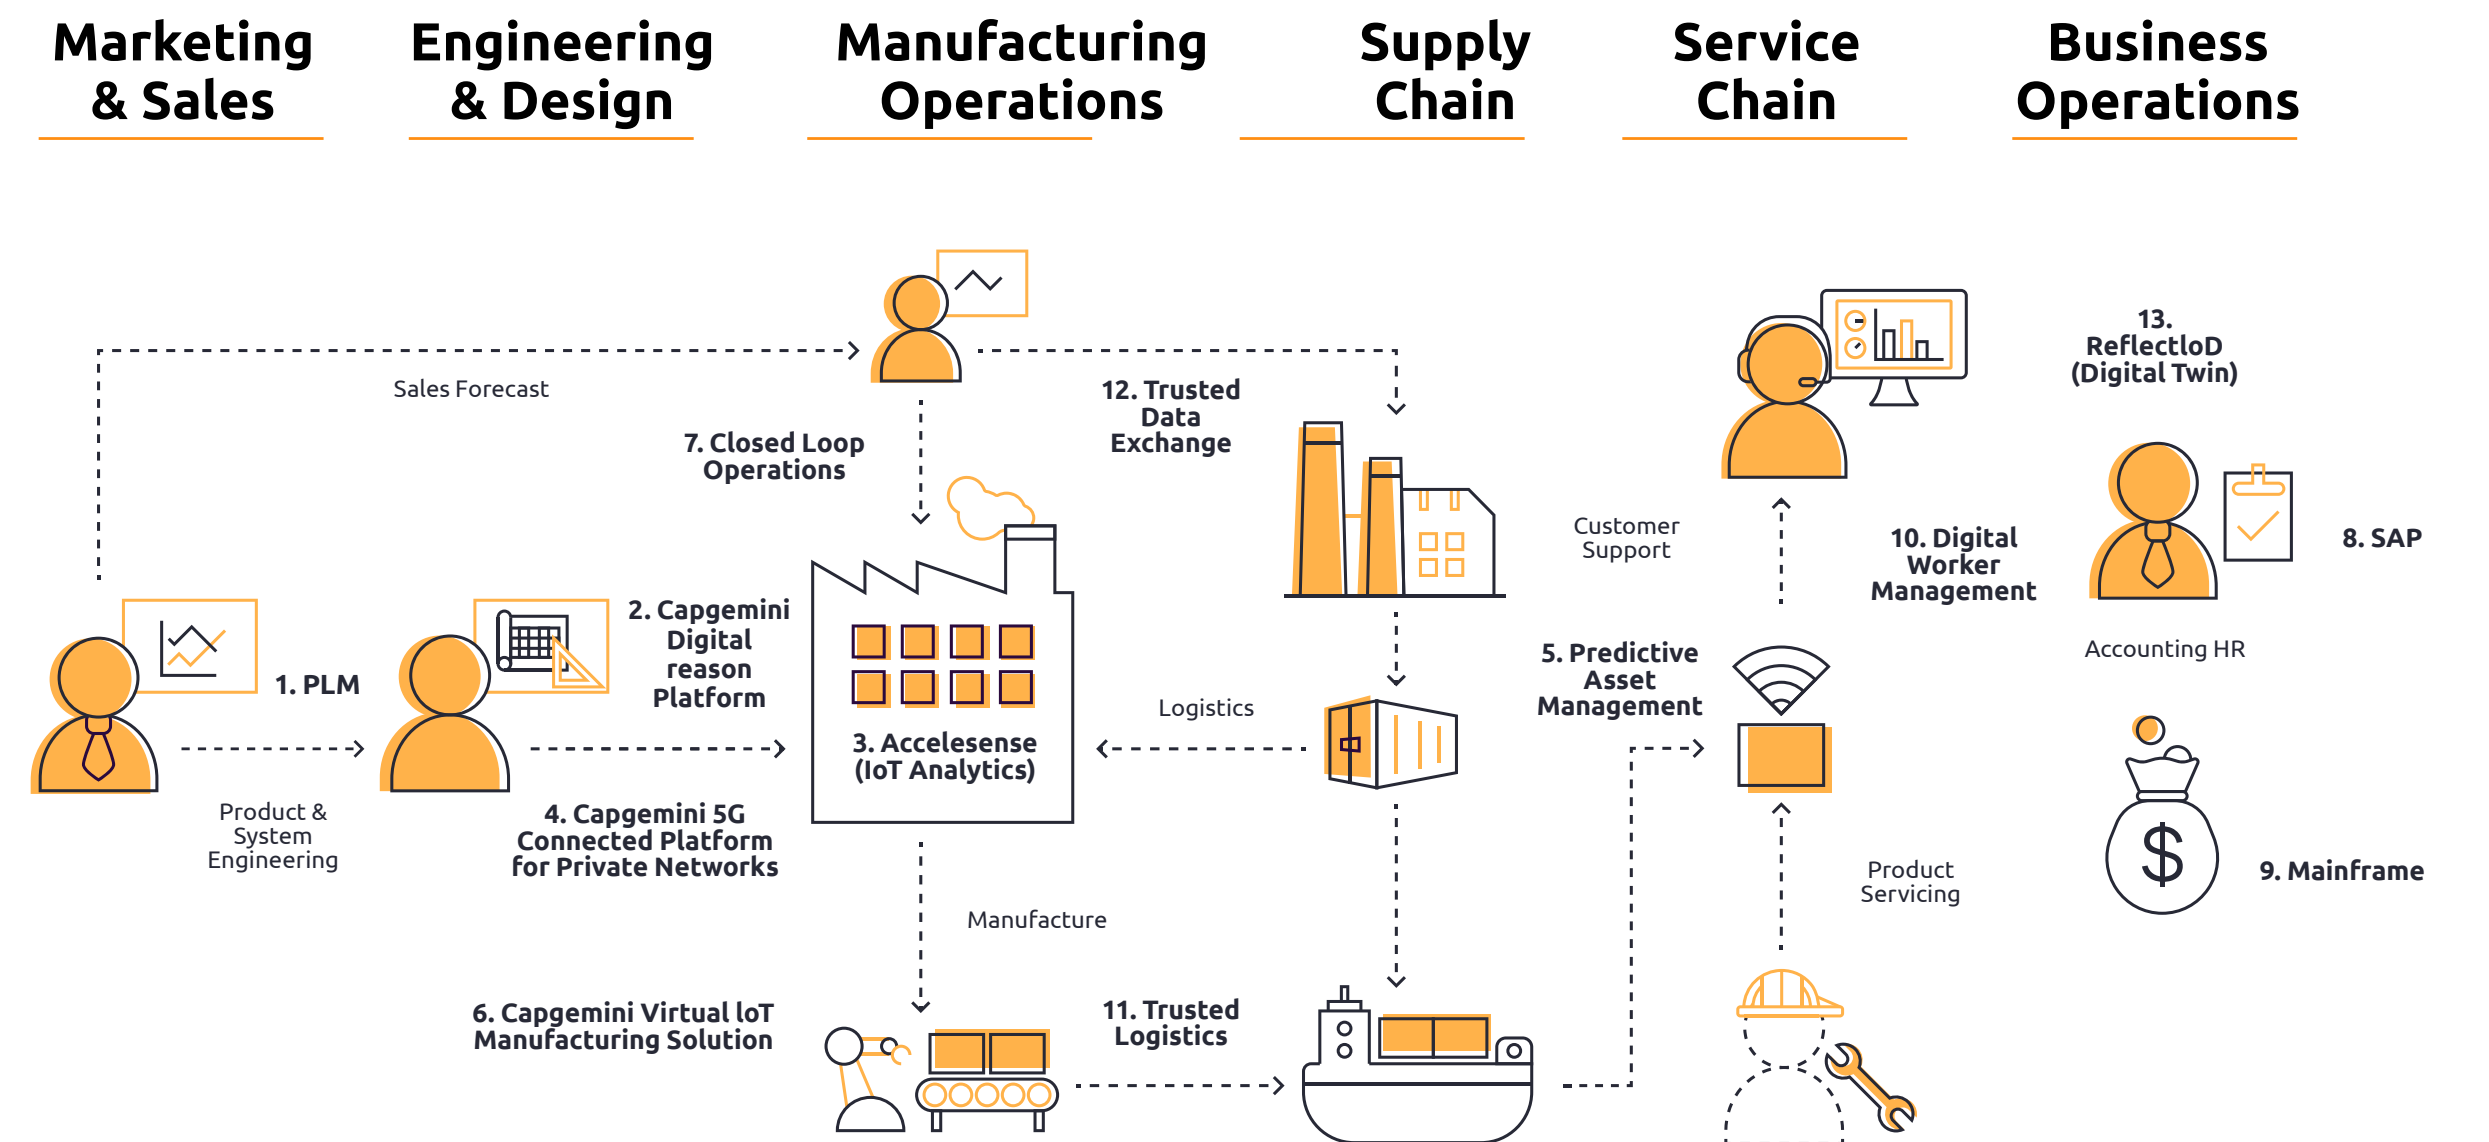 Marketing
& Sales
Engineering
& Design
Manufacturing
Operations
Supply
Chain
Service
Chain
Business
Operations
Sales Forecast
7. Closed Loop
Operations
12. Trusted
Data
Exchange
13.
ReflectloD
(Digital Twin)
Customer
Support
10. Digital
Worker
Management
8. SAP
1. PLM
2. Capgemini
Digital
reason
Platform
Accounting HR
5. Predictive
Asset
Management
Logistics
3. Accelesense
(IoT Analytics)
Product &
System
Engineering
4. Capgemini 5G
Connected Platform
for Private Networks
$
9. Mainframe
Product
Servicing
Manufacture
6. Capgemini Virtual loT
Manufacturing Solution
11. Trusted
Logistics